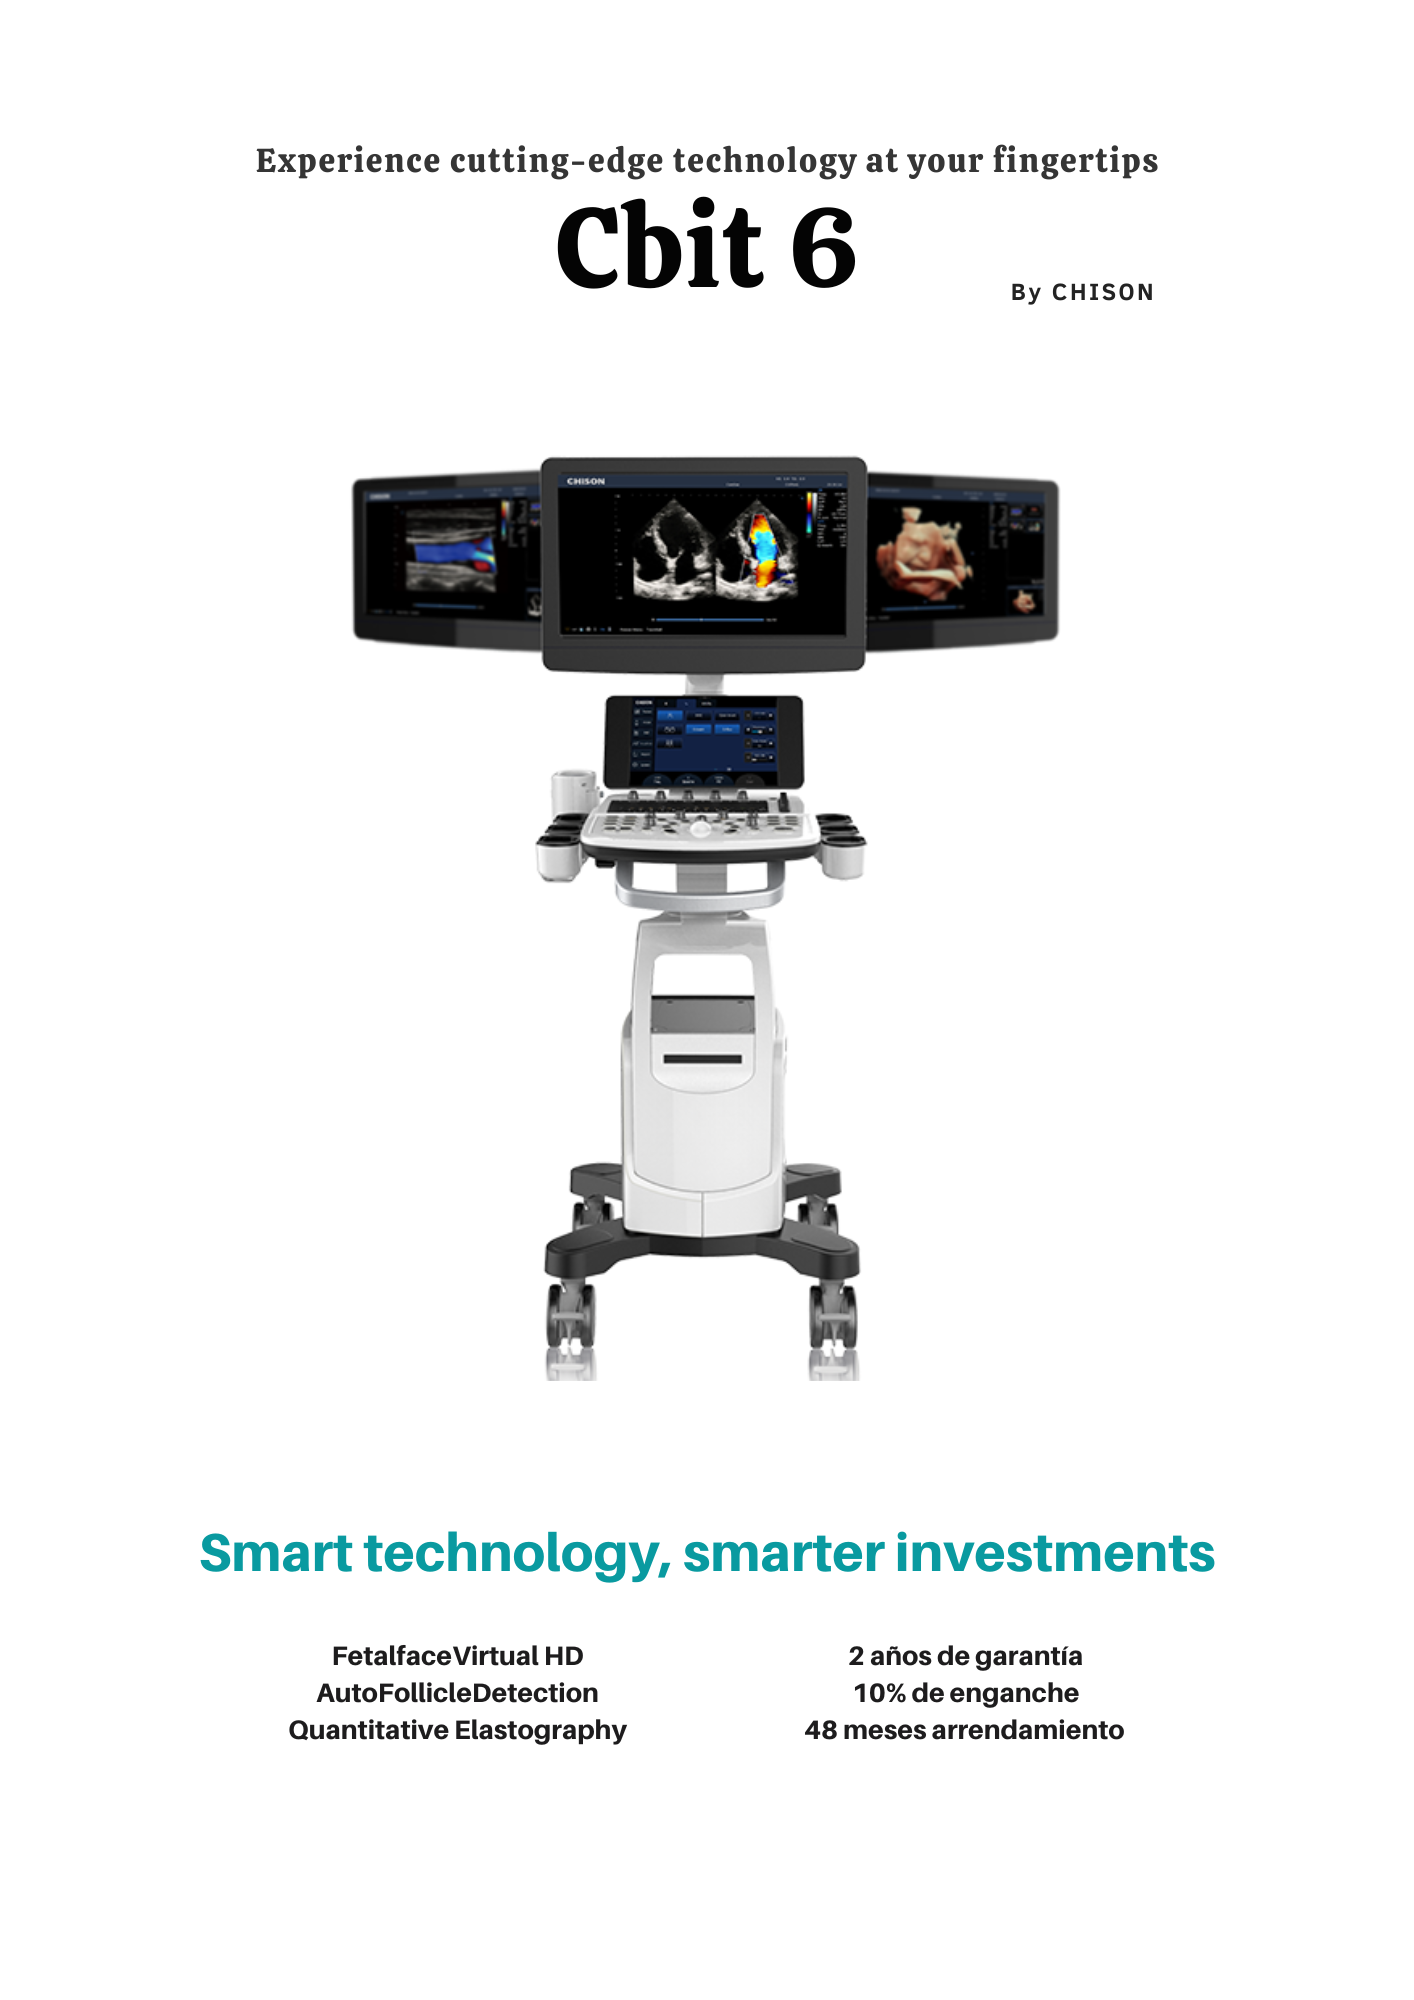 Experience cutting-edge technology at your fingertips
Cbit 6
By CHISON
CHISON
CHISON
Smart technology, smarter investments
FetalfaceVirtual HD
AutoFollicleDetection
Quantitative Elastography
2 años de garantía
10% de enganche
48 meses arrendamiento